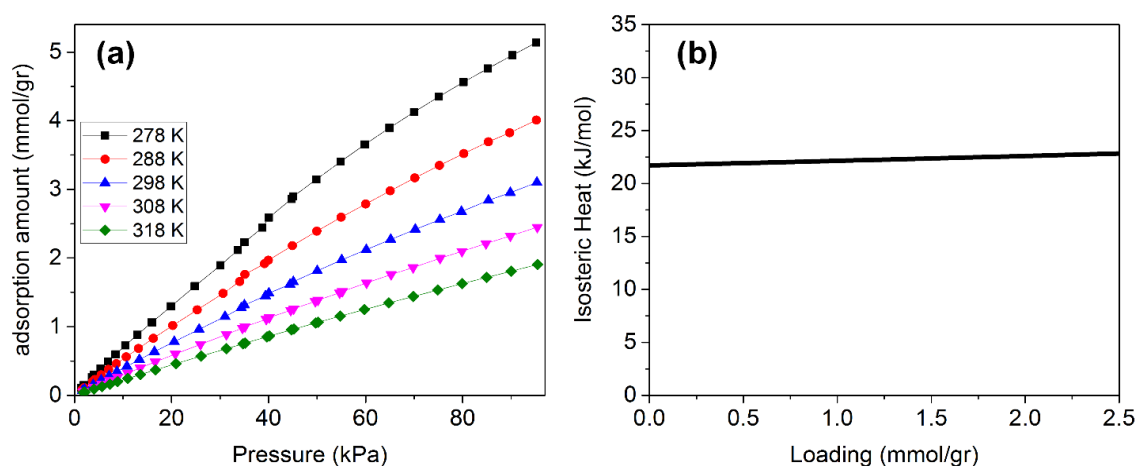 (a)
adsorption amount (mmol/gr)
5
4
3
2
1
0
278 K
288 K
298 K
308 K
318 K
0 20 40 60 80
Pressure (kPa)
(b)
Isosteric Heat (kJ/mol)
35
30
25
20
15
10
5
0
0.0 0.5 1.0 1.5 2.0 2.5
Loading (mmol/gr)